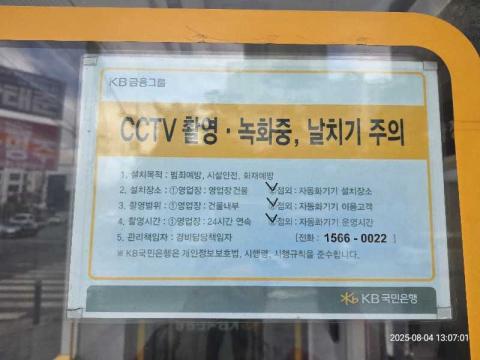 KB금융그룹
CCTV 촬영 · 녹화중, 날치기 주의
1. 설치목적 : 범죄예방, 시설안전, 화재예방
2. 설치장소 : ①영업장 : 영업장건물 ②점외 : 자동화기기 설치장소
3. 촬영범위 : ①영업장 : 건물내부 ②점외 : 자동화기기 이용고객
4. 촬영시간 : ①영업장 : 24시간 연속 ②점외 : 자동화기기 운영시간
5. 관리책임자 : 경비담당책임자 [전화 : 1566-0022 ]
※ KB국민은행은 개인정보보호법, 시행령, 시행규칙을 준수합니다.
KB국민은행
2025-08-04 13:07:01